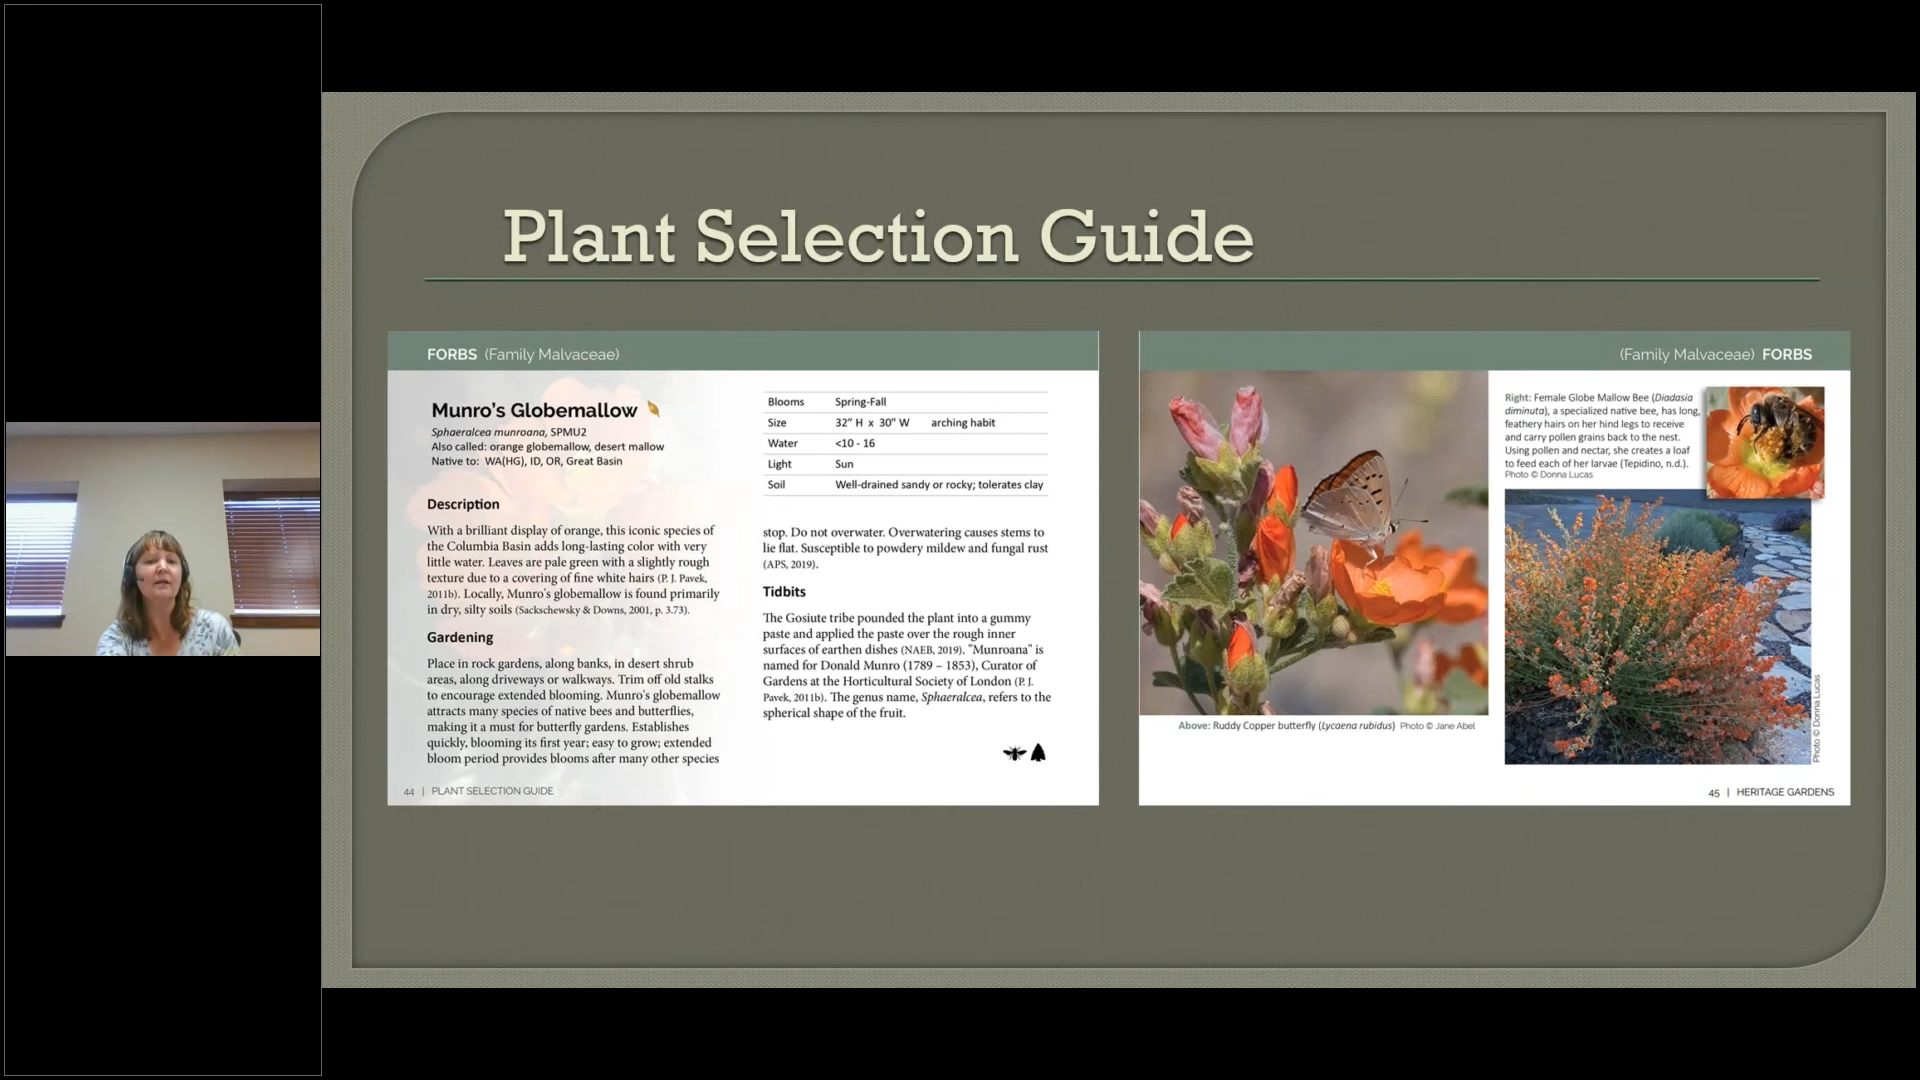 Plant Selection Guide
FORBS (Family Malvaceae)
Munro's Globemallow
Sphaeralcea munroana, SPMU2
Also called: orange globemallow, desert mallow
Native to: WA(HG), ID, OR, Great Basin
Description
With a brilliant display of orange, this iconic species of
the Columbia Basin adds long-lasting color with very
little water. Leaves are pale green with a slightly rough
texture due to a covering of fine white hairs (P. J. Pavek,
2011b). Locally, Munro's globemallow is found primarily
in dry, silty soils (Sackschewsky & Downs, 2001, p. 3.73).
Gardening
Place in rock gardens, along banks, in desert shrub
areas, along driveways or walkways. Trim off old stalks
to encourage extended blooming. Munro's globemallow
attracts many species of native bees and butterflies,
making it a must for butterfly gardens. Establishes
quickly, blooming its first year; easy to grow; extended
bloom period provides blooms after many other species
Blooms Spring-Fall
Size 32" H x 30" W arching habit
Water <10 - 16
Light Sun
Soil Well-drained sandy or rocky; tolerates clay
stop. Do not overwater. Overwatering causes stems to
lie flat. Susceptible to powdery mildew and fungal rust
(APS, 2019).
Tidbits
The Gosiute tribe pounded the plant into a gummy
paste and applied the paste over the rough inner
surfaces of earthen dishes (NAEB, 2019). "Munroana" is
named for Donald Munro (1789 – 1853), Curator of
Gardens at the Horticultural Society of London (P. J.
Pavek, 2011b). The genus name, Sphaeralcea, refers to the
spherical shape of the fruit.
44 | PLANT SELECTION GUIDE
(Family Malvaceae) FORBS
Above: Ruddy Copper butterfly (Lycaena rubidus) Photo © Jane Abel
Right: Female Globe Mallow Bee (Diadasia
diminuta), a specialized native bee, has long,
feathery hairs on her hind legs to receive
and carry pollen grains back to the nest.
Using pollen and nectar, she creates a loaf
to feed each of her larvae (Tepidino, n.d.).
Photo © Donna Lucas
Photo © Donna Lucas
45 | HERITAGE GARDENS